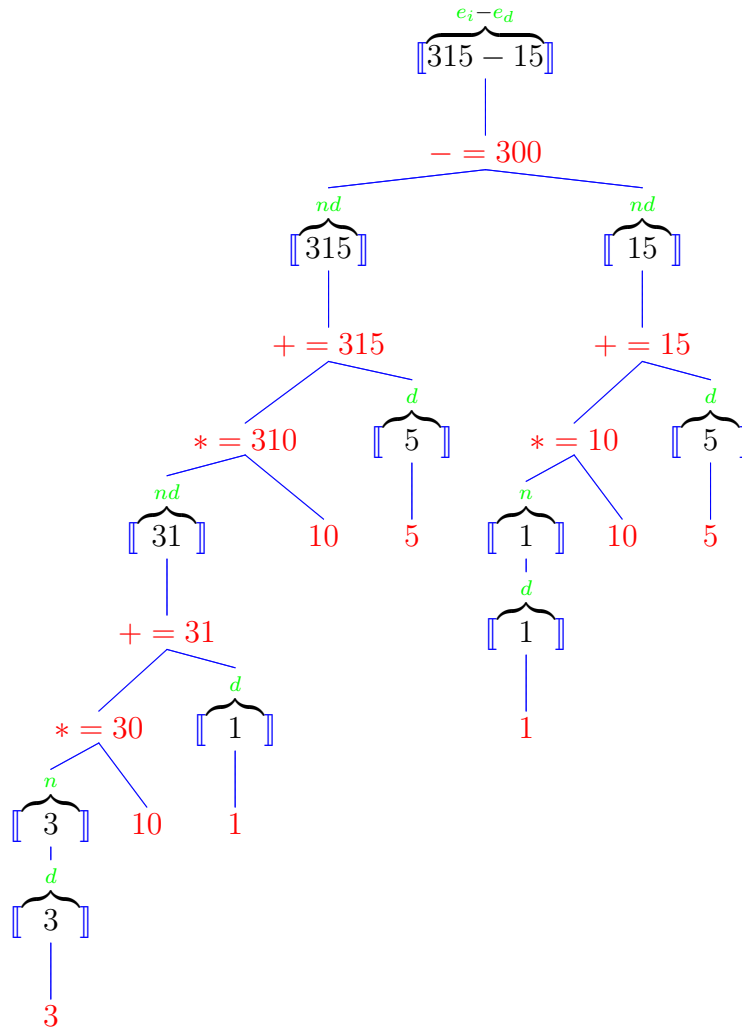 e_i−e_d
⟦315 − 15⟧
− = 300
nd nd
⟦315⟧ ⟦15⟧
+ = 315 + = 15
d d
∗ = 310 ⟦5⟧ ∗ = 10 ⟦5⟧
nd n
⟦31⟧ 10 5 ⟦1⟧ 10 5
d
+ = 31 ⟦1⟧
d
∗ = 30 ⟦1⟧ 1
n
⟦3⟧ 10 1
d
⟦3⟧
3